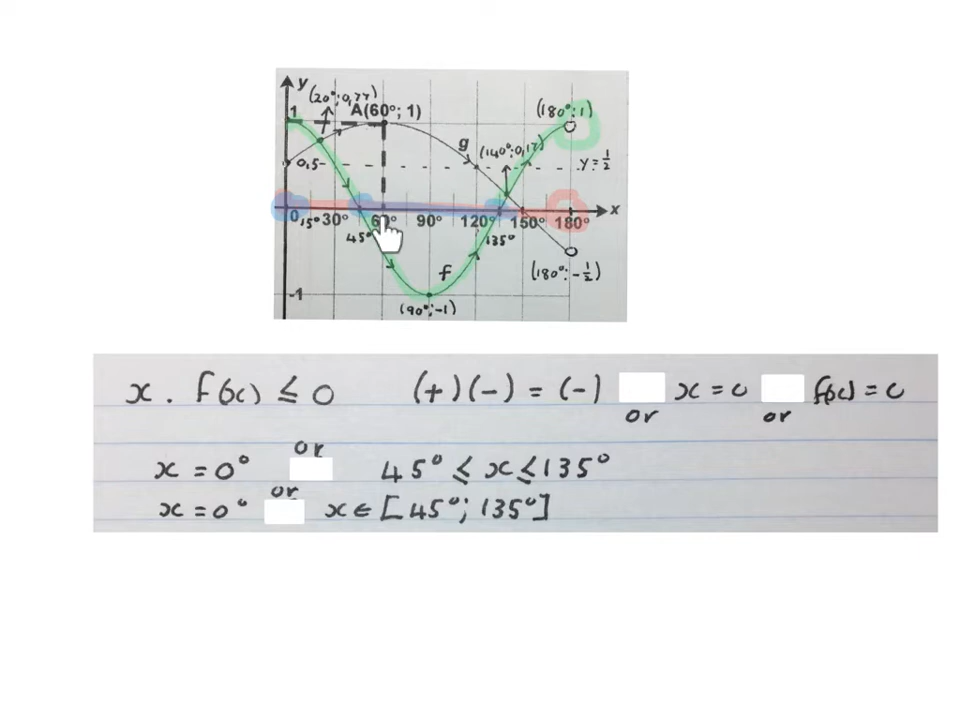 y
(20°;0,77)
1 A(60°; 1) (180°;1)
g (140°;0,17)
0,5 y=½
0 15° 30° 60° 90° 120° 150° 180° x
45° 135°
f (180°;-½)
-1
(90°;-1)
x . f(x) ≤ 0 (+)(-) = (-) or x = 0 or f(x) = 0
x = 0° or 45° ≤ x ≤ 135°
x = 0° or x ∈ [45°; 135°]